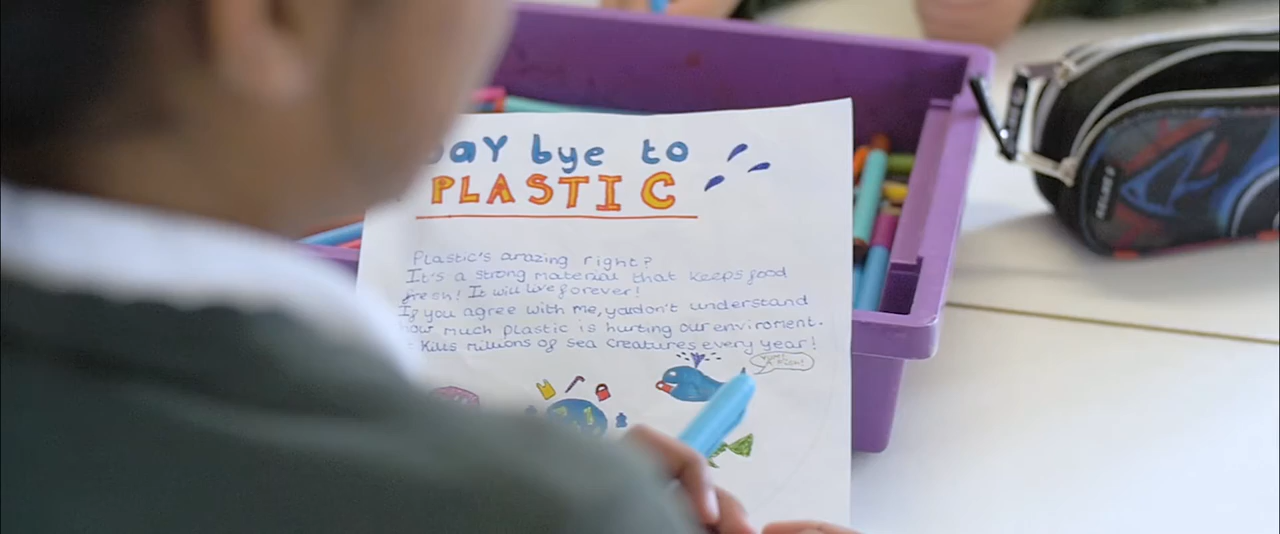 SAY bye to
PLASTIC
Plastic's amazing right?
It's a strong material that keeps food
fresh! It will live forever!
If you agree with me, you don't understand
how much plastic is hurting our enviroment.
Kills millions of sea creatures every year!